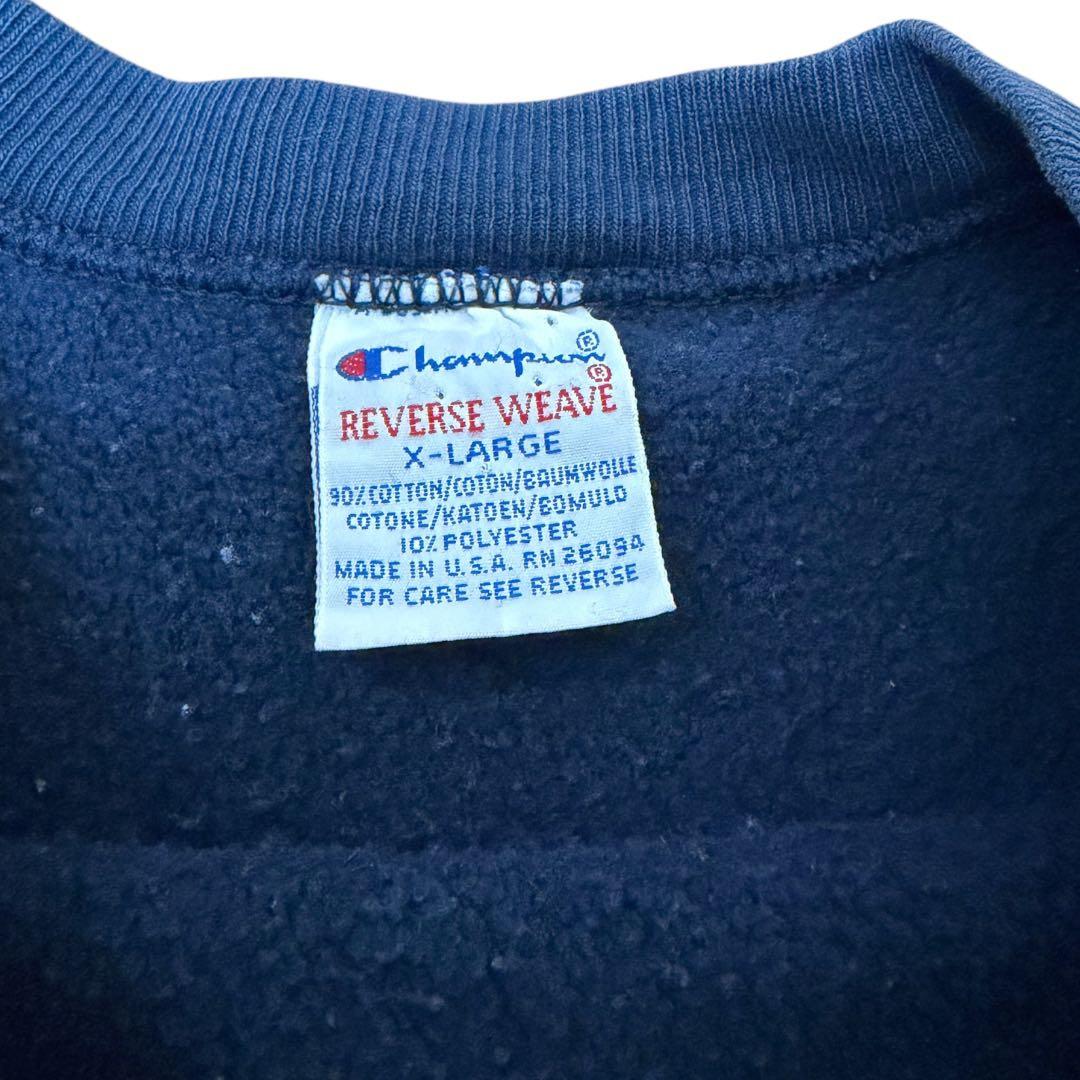 Champion®
REVERSE WEAVE®
X-LARGE
90% COTTON/COTON/BAUMWOLLE
COTONE/KATOEN/BOMULD
10% POLYESTER
MADE IN U.S.A. RN 26094
FOR CARE SEE REVERSE